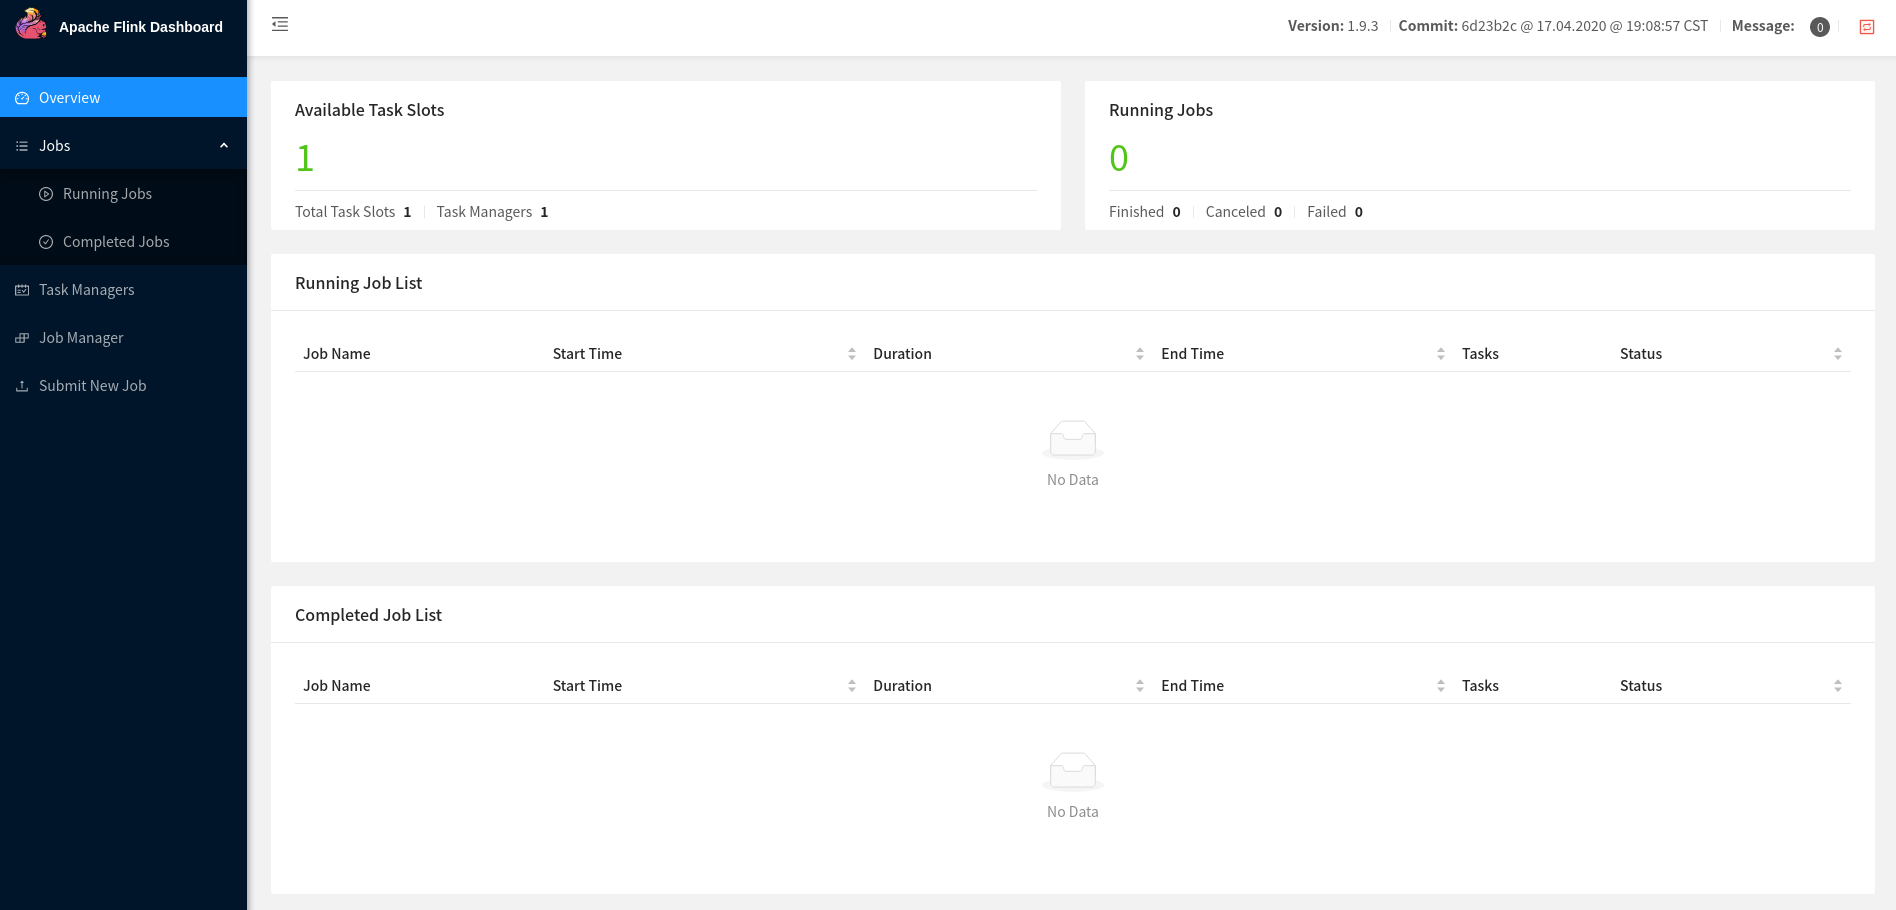 Apache Flink Dashboard
Version: 1.9.3 Commit: 6d23b2c @ 17.04.2020 @ 19:08:57 CST Message: 0
Overview
Jobs
Running Jobs
Completed Jobs
Task Managers
Job Manager
Submit New Job
Available Task Slots
1
Total Task Slots 1 Task Managers 1
Running Jobs
0
Finished 0 Canceled 0 Failed 0
Running Job List
Job Name Start Time Duration End Time Tasks Status
No Data
Completed Job List
Job Name Start Time Duration End Time Tasks Status
No Data